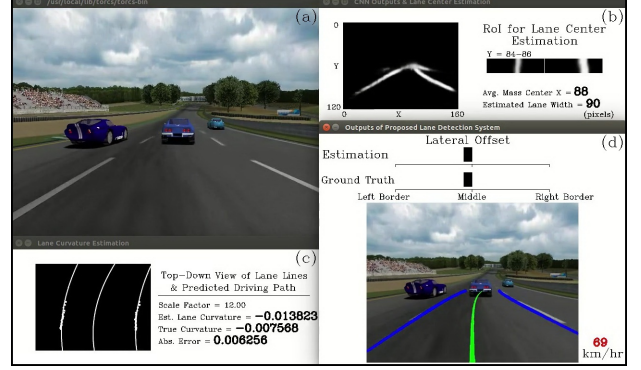 /usr/local/lib/torcs/torcs-bin
(a)
CNN Outputs & Lane Center Estimation
(b)
0
Y
120
0
X
160
RoI for Lane Center
Estimation
Y = 84-86
Avg. Mass Center X = 88
Estimated Lane Width = 90
(pixels)
Lane Curvature Estimation
(c)
Top-Down View of Lane Lines
& Predicted Driving Path
Scale Factor = 12.00
Est. Lane Curvature = -0.013823
True Curvature = -0.007568
Abs. Error = 0.006256
Outputs of Proposed Lane Detection System
(d)
Lateral Offset
Estimation
Ground Truth
Left Border Middle Right Border
69
km/hr